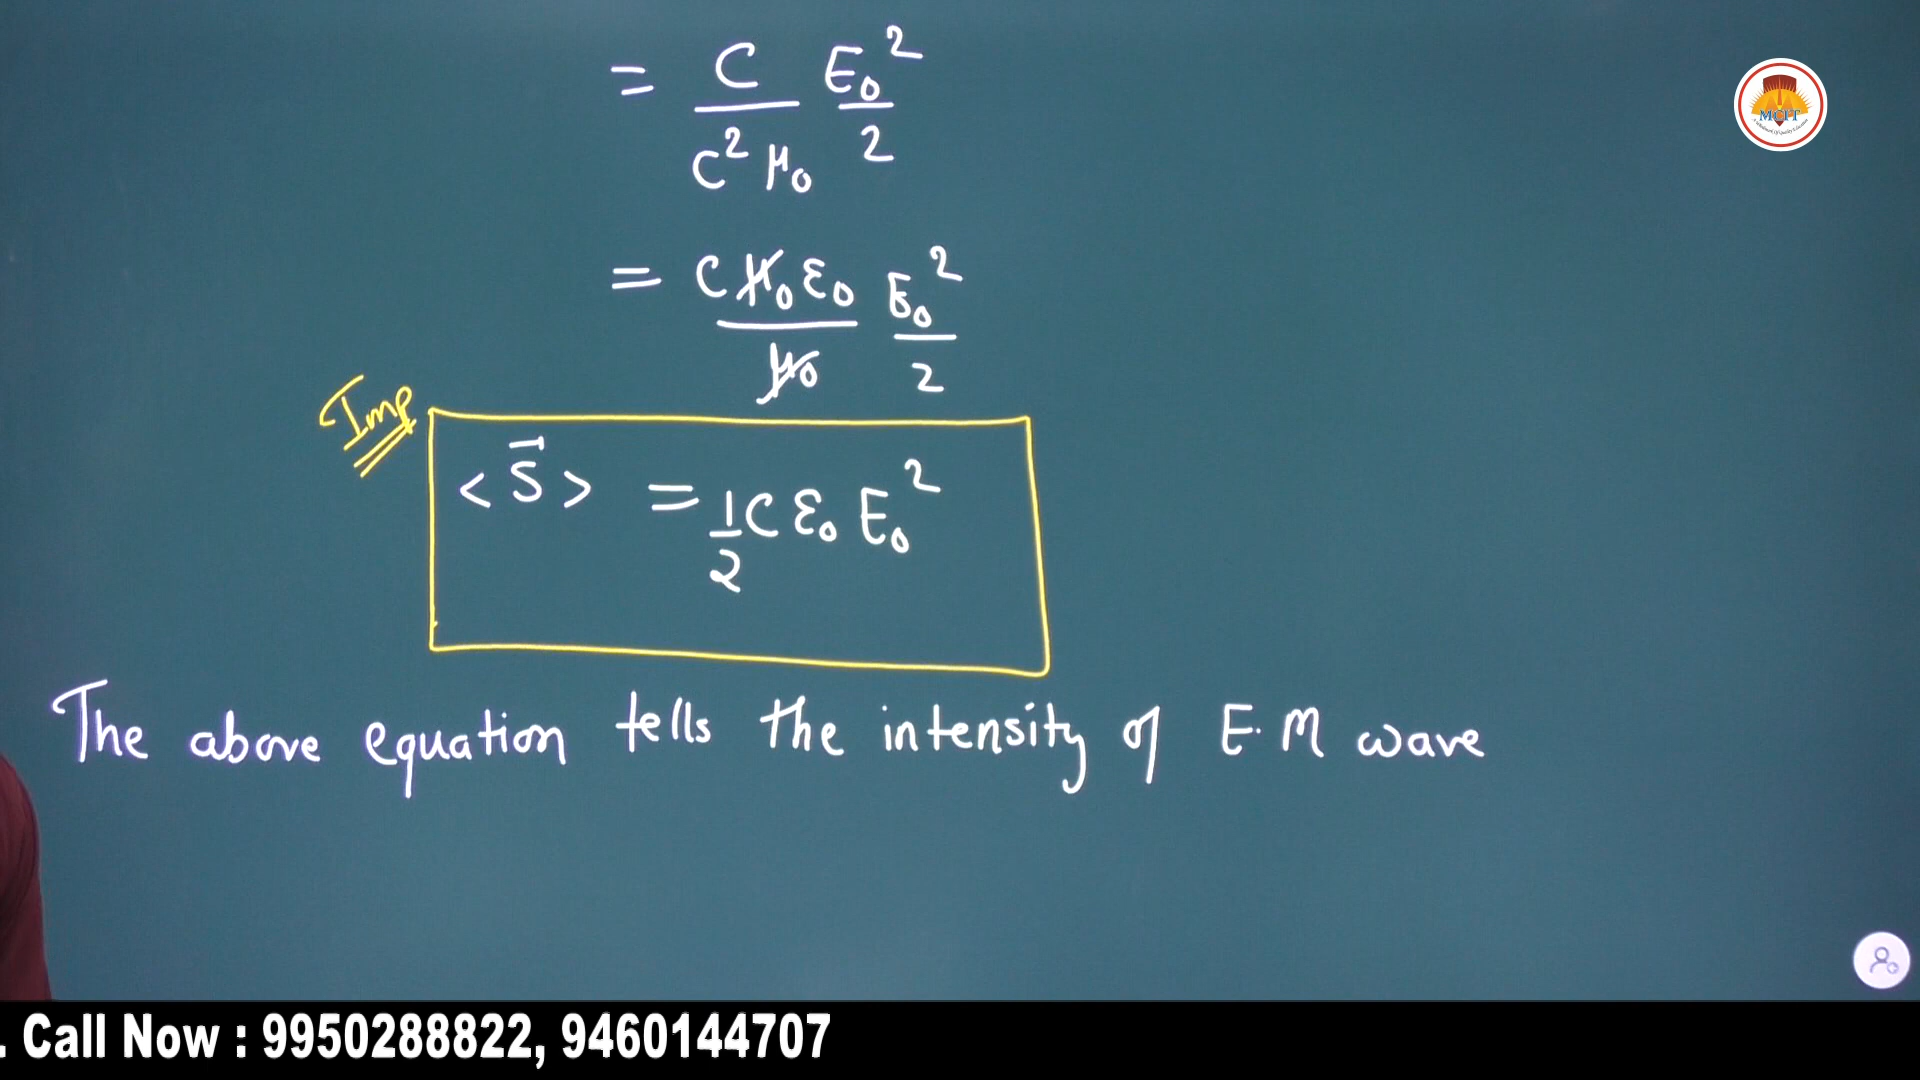 = C / C² μ₀ E₀² / 2
= C μ₀ ε₀ / μ₀ E₀² / 2
Imp
< S⃗ > = 1/2 C ε₀ E₀²
The above equation tells the intensity of E.M wave
MCIT
. Call Now : 9950288822, 9460144707